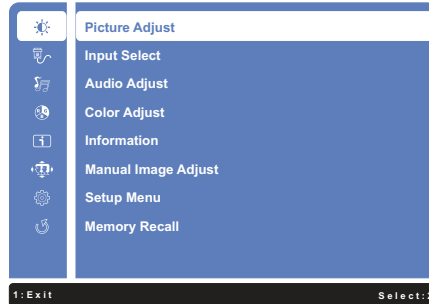 Picture Adjust
Input Select
Audio Adjust
Color Adjust
Information
Manual Image Adjust
Setup Menu
Memory Recall
1:Exit
Select:2